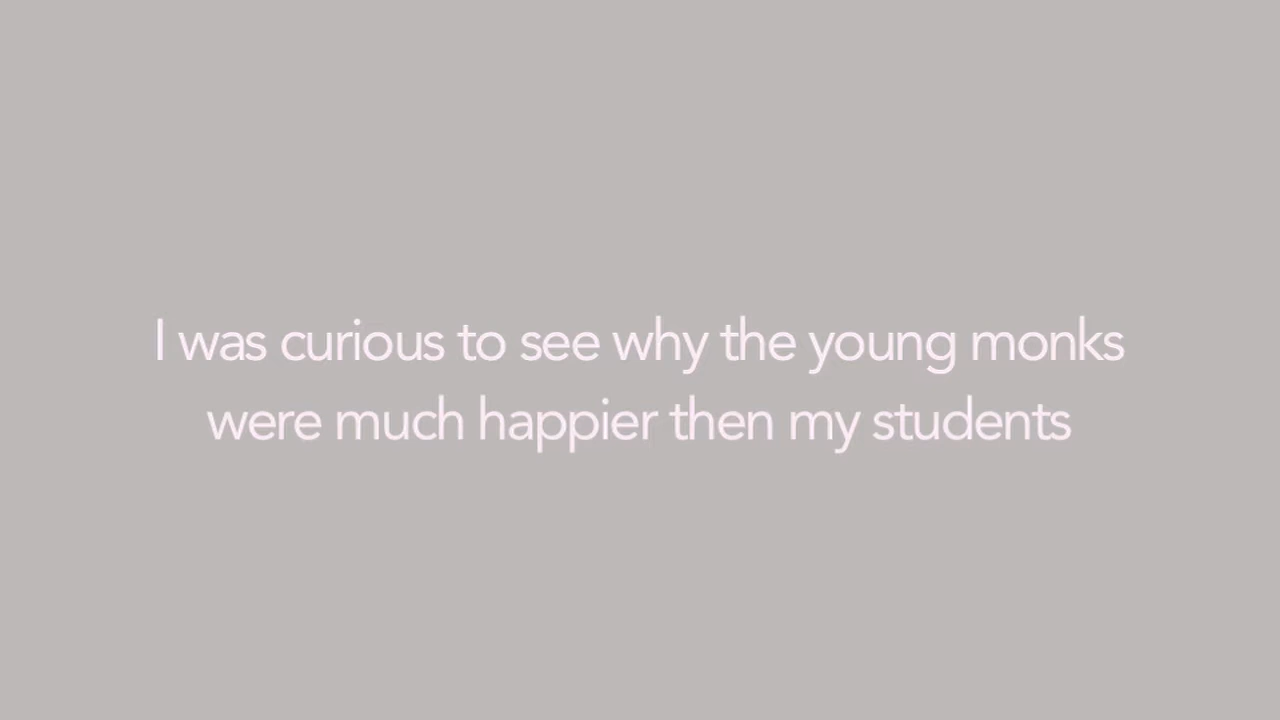 I was curious to see why the young monks
were much happier then my students